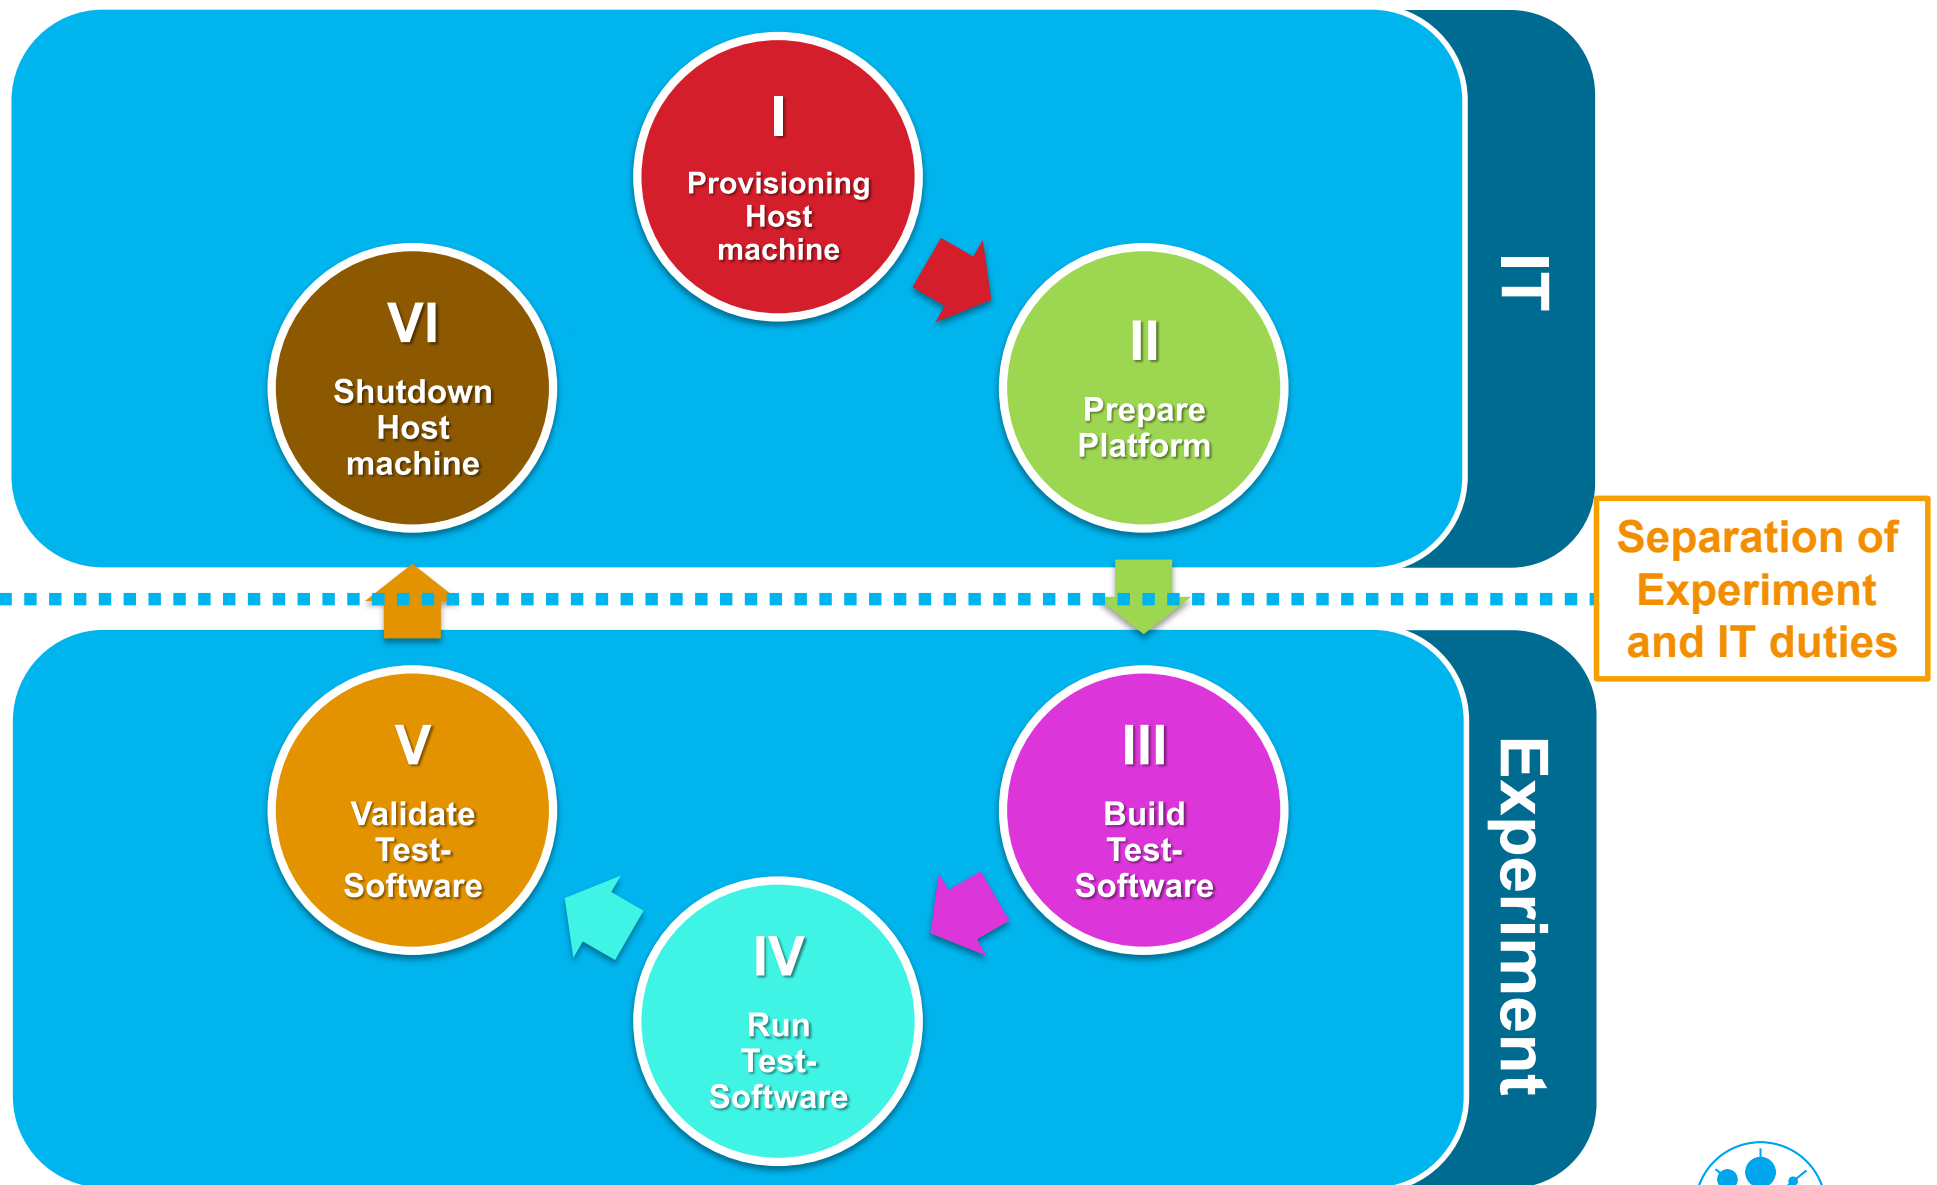 I
Provisioning
Host
machine
II
Prepare
Platform
III
Build
Test-
Software
IV
Run
Test-
Software
V
Validate
Test-
Software
VI
Shutdown
Host
machine
IT
Experiment
Separation of
Experiment
and IT duties